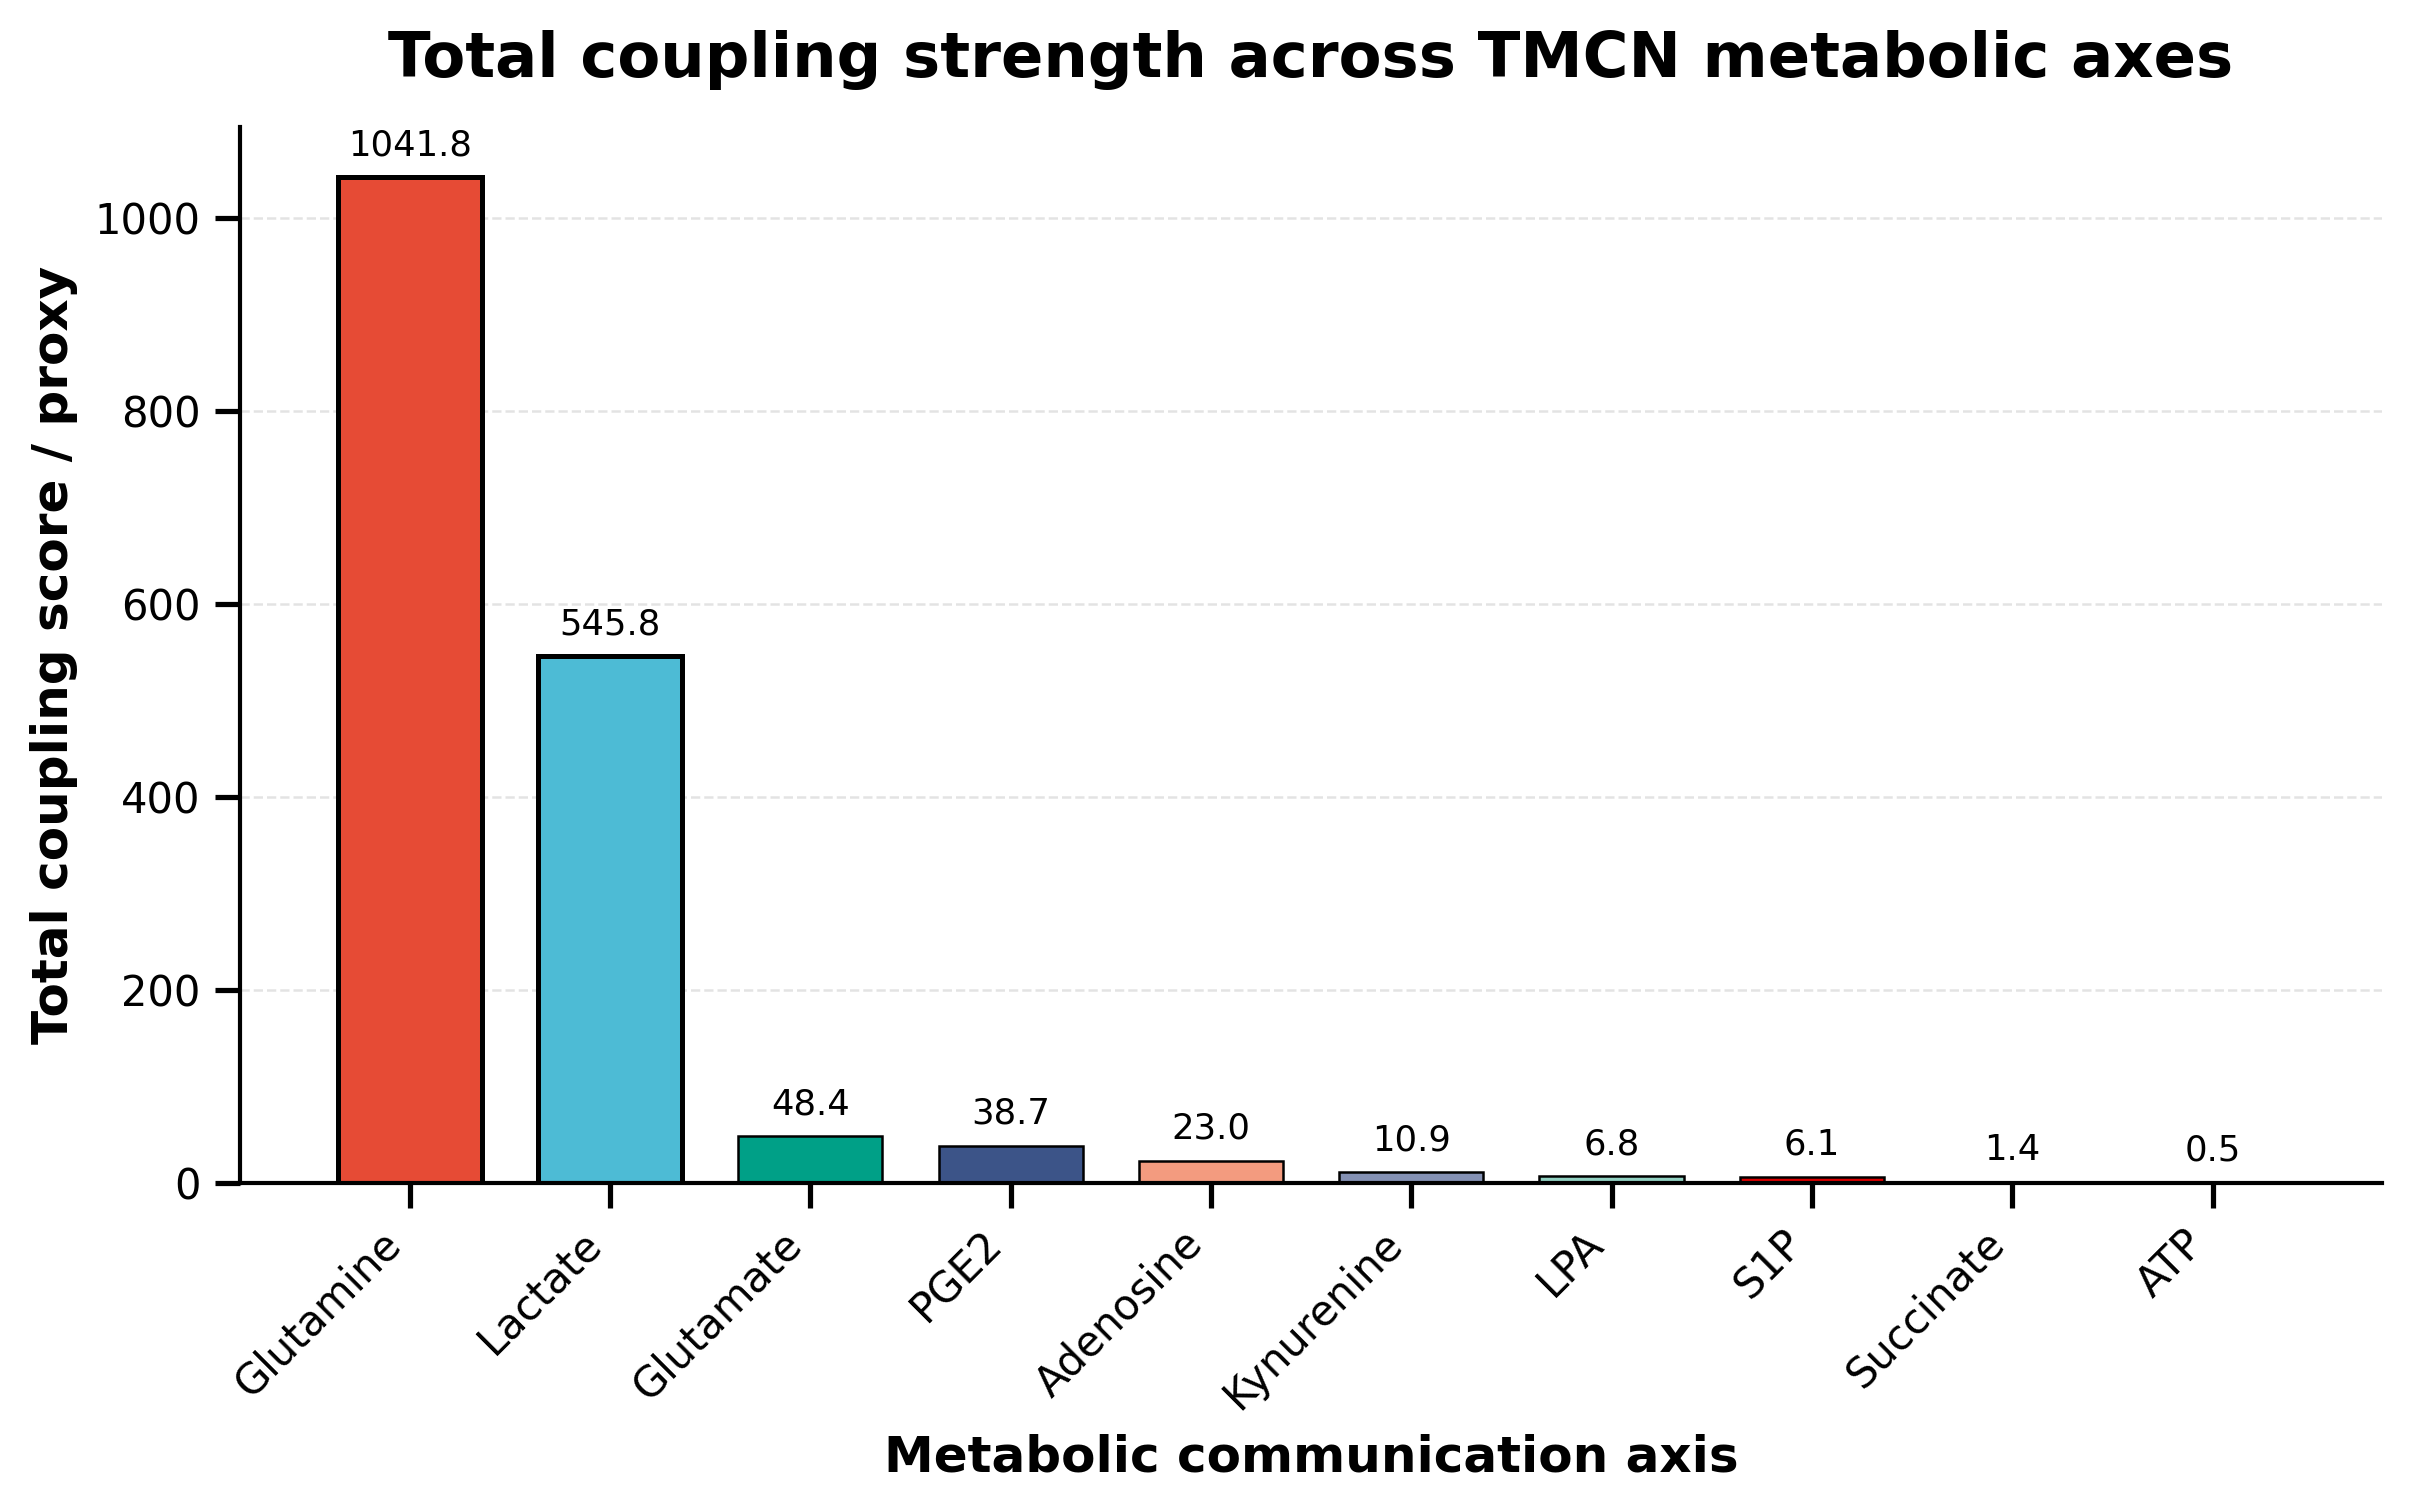 Total coupling strength across TMCN metabolic axes
Total coupling score / proxy
1000
800
600
400
200
0
1041.8
545.8
48.4
38.7
23.0
10.9
6.8
6.1
1.4
0.5
Glutamine
Lactate
Glutamate
PGE2
Adenosine
Kynurenine
LPA
S1P
Succinate
ATP
Metabolic communication axis